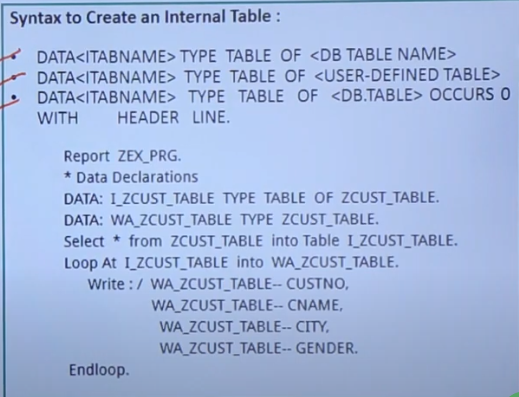 Syntax to Create an Internal Table :
• DATA<ITABNAME> TYPE TABLE OF <DB TABLE NAME>
• DATA<ITABNAME> TYPE TABLE OF <USER-DEFINED TABLE>
• DATA<ITABNAME> TYPE TABLE OF <DB.TABLE> OCCURS 0
WITH HEADER LINE.
Report ZEX_PRG.
* Data Declarations
DATA: I_ZCUST_TABLE TYPE TABLE OF ZCUST_TABLE.
DATA: WA_ZCUST_TABLE TYPE ZCUST_TABLE.
Select * from ZCUST_TABLE into Table I_ZCUST_TABLE.
Loop At I_ZCUST_TABLE into WA_ZCUST_TABLE.
Write : / WA_ZCUST_TABLE-- CUSTNO,
WA_ZCUST_TABLE-- CNAME,
WA_ZCUST_TABLE-- CITY,
WA_ZCUST_TABLE-- GENDER.
Endloop.